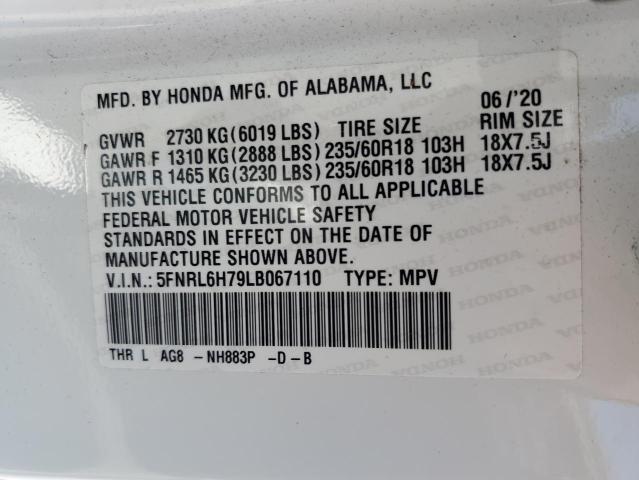 MFD. BY HONDA MFG. OF ALABAMA, LLC 06/'20
GVWR 2730 KG(6019 LBS) TIRE SIZE RIM SIZE
GAWR F 1310 KG(2888 LBS)235/60R18 103H 18X7.5J
GAWR R 1465 KG(3230 LBS)235/60R18 103H 18X7.5J
THIS VEHICLE CONFORMS TO ALL APPLICABLE
FEDERAL MOTOR VEHICLE SAFETY
STANDARDS IN EFFECT ON THE DATE OF
MANUFACTURE SHOWN ABOVE.
V.I.N.: 5FNRL6H79LB067110 TYPE: MPV
THR L AG8 -NH883P -D-B